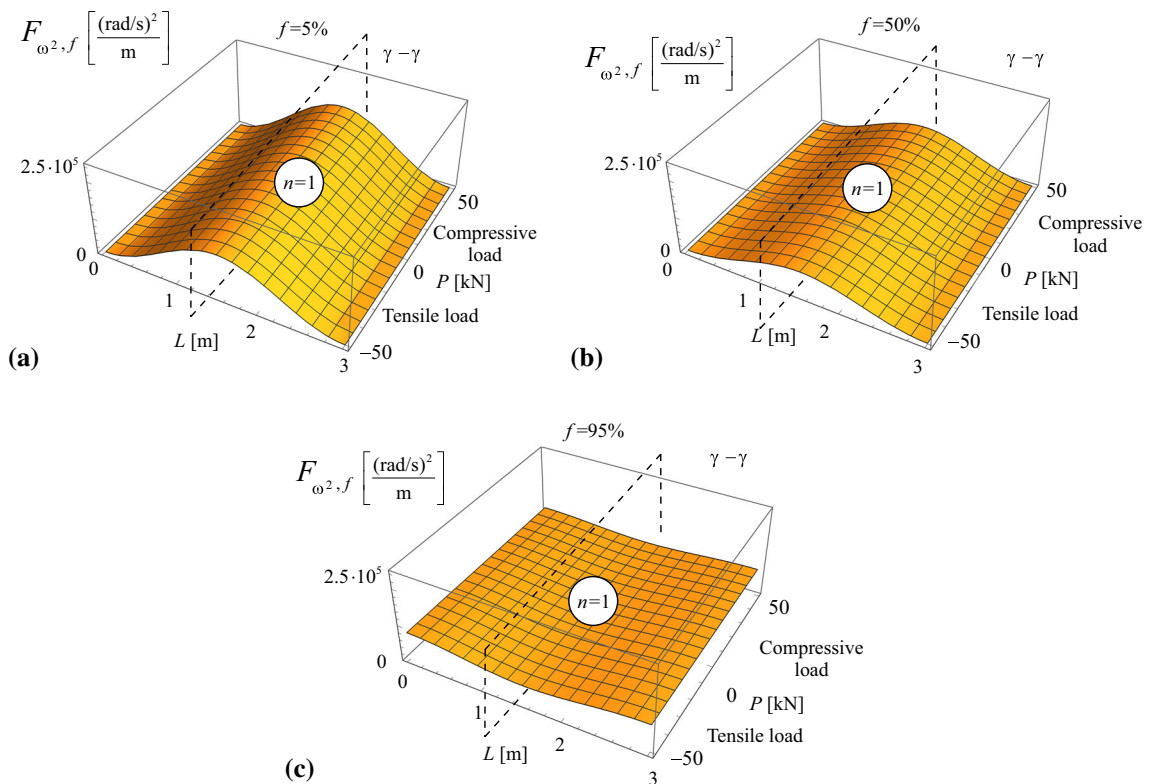 F_{ω²,f} [(rad/s)²/m]
f=5%
γ – γ
2.5·10⁵
0
0
1
2
3
L [m]
n=1
50
Compressive
load
0
P [kN]
Tensile load
−50
(a)
F_{ω²,f} [(rad/s)²/m]
f=50%
γ – γ
2.5·10⁵
0
0
1
2
3
L [m]
n=1
50
Compressive
load
0
P [kN]
Tensile load
−50
(b)
F_{ω²,f} [(rad/s)²/m]
f=95%
γ – γ
2.5·10⁵
0
0
1
2
3
L [m]
n=1
50
Compressive
load
0
P [kN]
Tensile load
−50
(c)